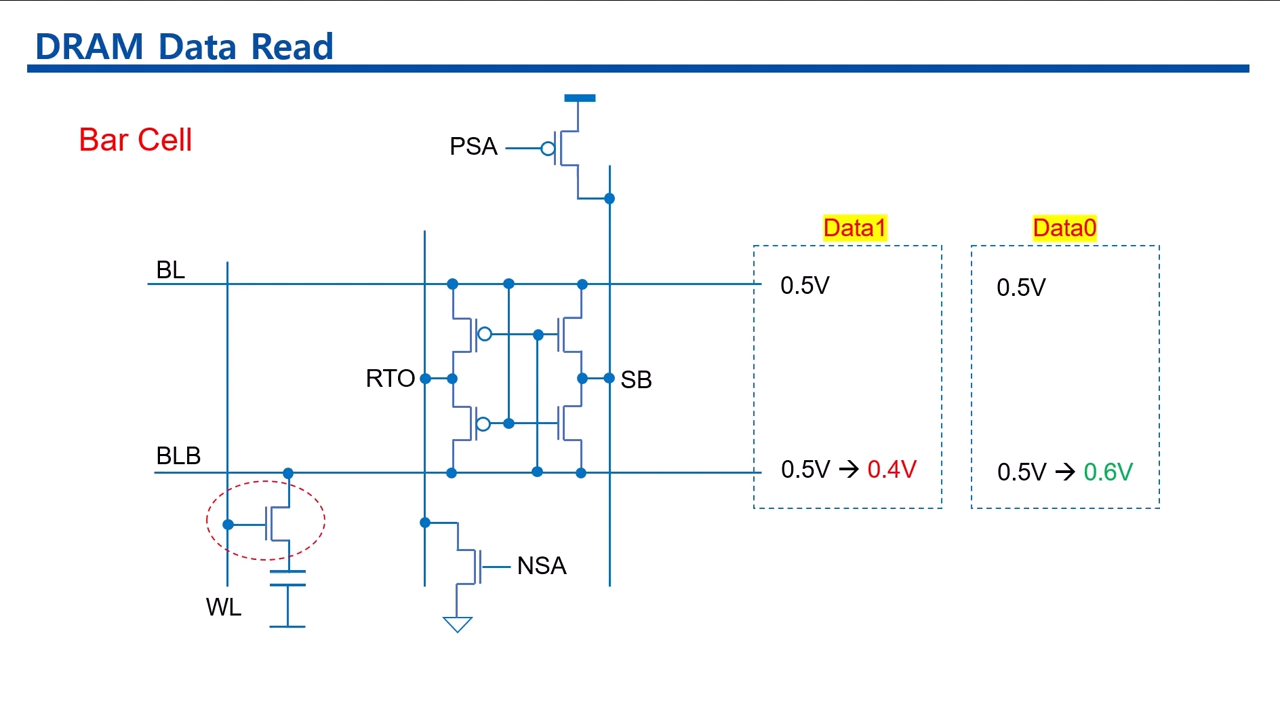 DRAM Data Read
Bar Cell
PSA
Data1
Data0
BL
0.5V
0.5V
RTO
SB
BLB
0.5V → 0.4V
0.5V → 0.6V
NSA
WL